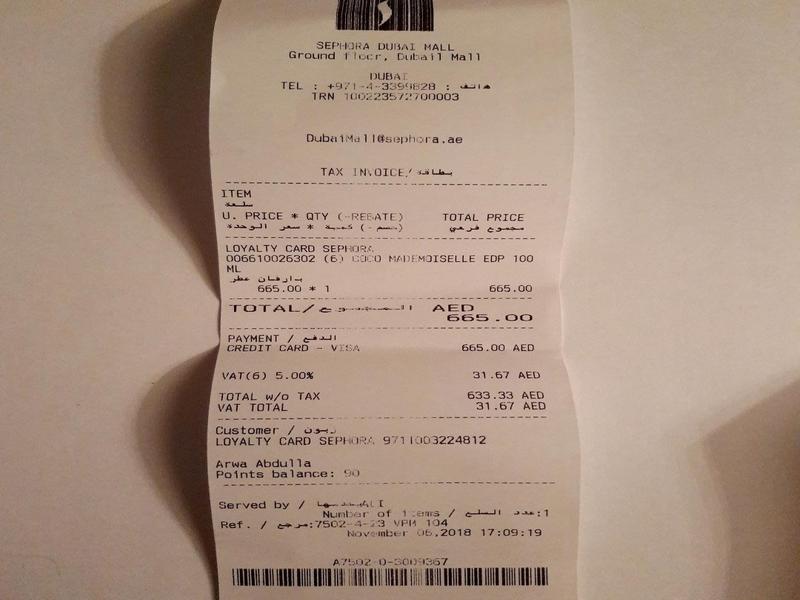 SEPHORA DUBAI MALL
Ground floor, Dubail Mall
DUBAI
TEL : +971-4-3399828 : هاتف
TRN 100223572700003
DubaiMall@sephora.ae
TAX INVOICE/ بطاقة
ITEM
سلعة
U. PRICE * QTY (-REBATE) TOTAL PRICE
(خصم -) كمية * سعر الوحدة مجموع فرعي
LOYALTY CARD SEPHORA
006610026302 (6) COCO MADEMOISELLE EDP 100
ML
عطر
665.00 * 1 665.00
TOTAL/ المجموع AED
665.00
PAYMENT / الدفع
CREDIT CARD - VISA 665.00 AED
VAT(6) 5.00% 31.67 AED
TOTAL w/o TAX 633.33 AED
VAT TOTAL 31.67 AED
Customer / زبون
LOYALTY CARD SEPHORA 9711003224812
Arwa Abdulla
Points balance: 90
Served by /
Number of items / عدد السلع :1
Ref. / مرجع :7502-4-23 VPM 104
November 06,2018 17:09:19
A7502-0-3009367